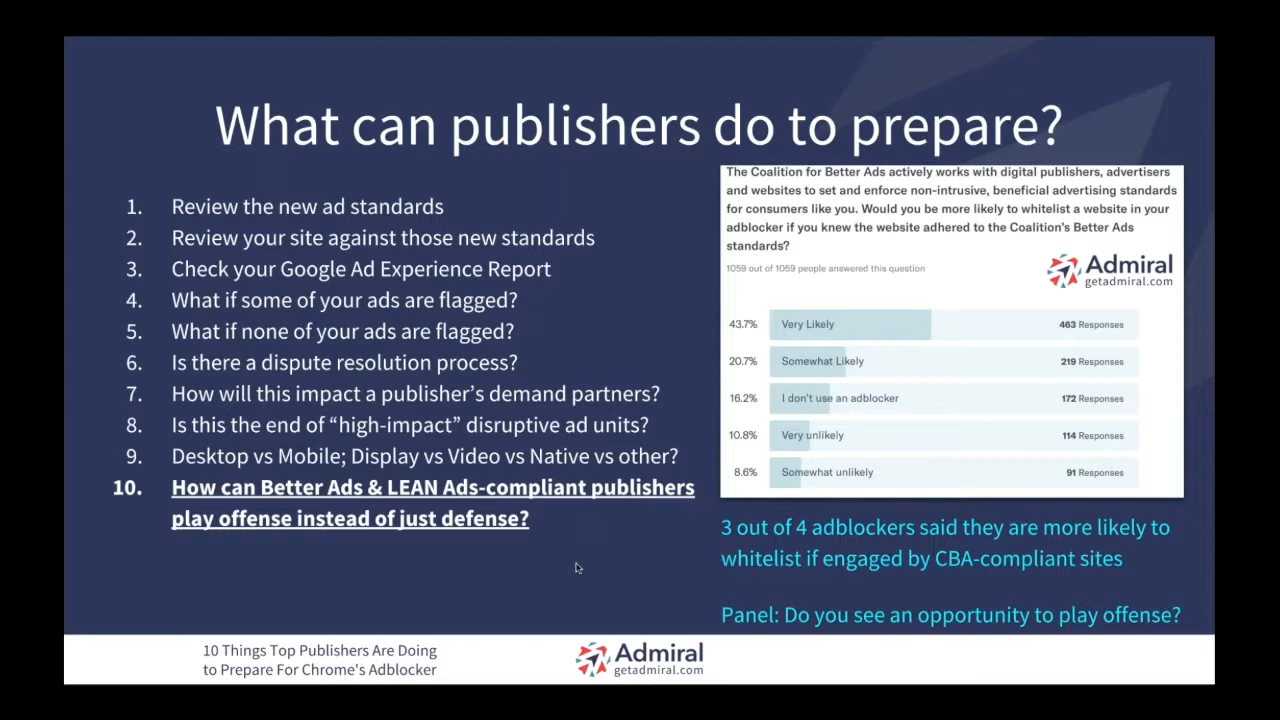 What can publishers do to prepare?
1. Review the new ad standards
2. Review your site against those new standards
3. Check your Google Ad Experience Report
4. What if some of your ads are flagged?
5. What if none of your ads are flagged?
6. Is there a dispute resolution process?
7. How will this impact a publisher's demand partners?
8. Is this the end of “high-impact” disruptive ad units?
9. Desktop vs Mobile; Display vs Video vs Native vs other?
10. How can Better Ads & LEAN Ads-compliant publishers
play offense instead of just defense?
The Coalition for Better Ads actively works with digital publishers, advertisers
and websites to set and enforce non-intrusive, beneficial advertising standards
for consumers like you. Would you be more likely to whitelist a website in your
adblocker if you knew the website adhered to the Coalition's Better Ads
standards?
1059 out of 1059 people answered this question
Admiral
getadmiral.com
43.7% Very Likely 463 Responses
20.7% Somewhat Likely 219 Responses
16.2% I don't use an adblocker 172 Responses
10.8% Very unlikely 114 Responses
8.6% Somewhat unlikely 91 Responses
3 out of 4 adblockers said they are more likely to
whitelist if engaged by CBA-compliant sites
Panel: Do you see an opportunity to play offense?
10 Things Top Publishers Are Doing
to Prepare For Chrome's Adblocker
Admiral
getadmiral.com